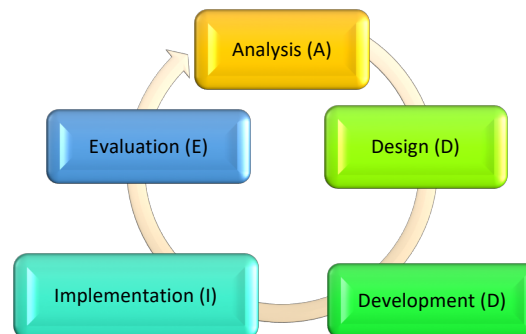 Analysis (A)
Design (D)
Development (D)
Implementation (I)
Evaluation (E)